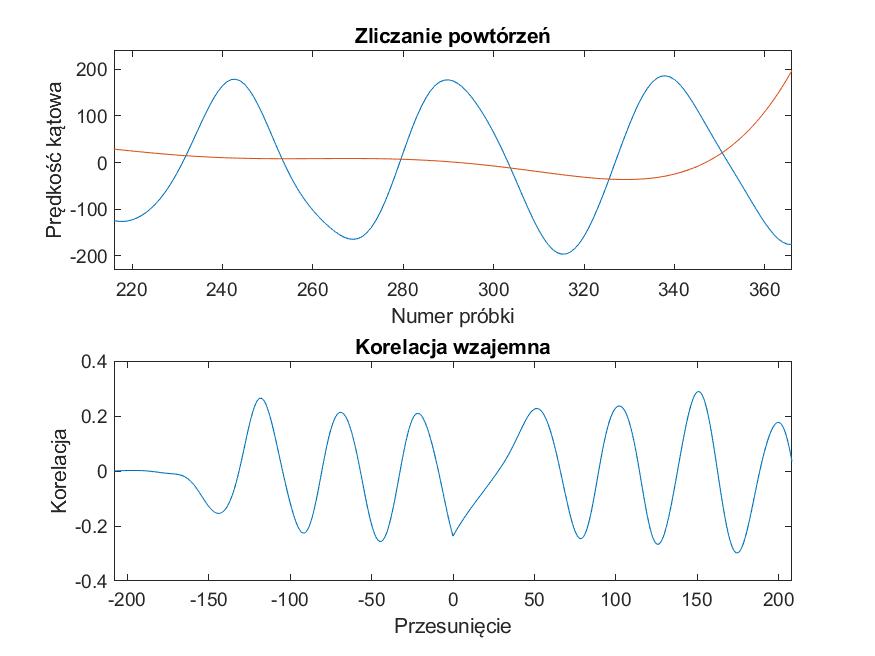 Zliczanie powtórzeń
Prędkość kątowa
200
100
0
-100
-200
220 240 260 280 300 320 340 360
Numer próbki
Korelacja wzajemna
Korelacja
0.4
0.2
0
-0.2
-0.4
-200 -150 -100 -50 0 50 100 150 200
Przesunięcie